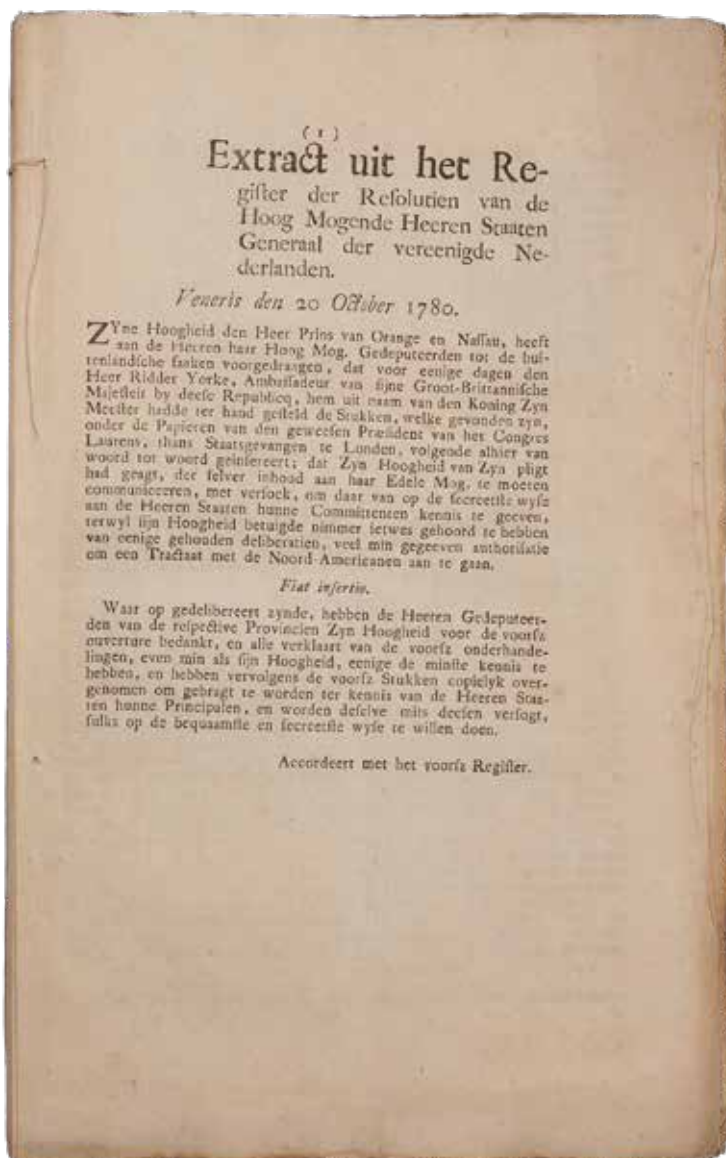 (1)
Extract uit het Re-
gister der Resolutien van de
Hoog Mogende Heeren Staaten
Generaal der vereenigde Ne-
derlanden.
Veneris den 20 October 1780.
ZYne Hoogheid den Heer Prins van Orange en Nassau, heeft
aan de Heeren haar Hoog Mog. Gedeputeerden tot de bui-
tenlandsche saaken voorgedraagen, dat voor eenige dagen den
Heer Ridder Yorke, Ambassadeur van sijne Groot-Brittannische
Majesteit by deese Republicq, hem uit naam van den Koning Zyn
Meester hadde ter hand gesteld de Stukken, welke gevonden zyn,
onder de Papieren van den geweesen Præsident van het Congres
Laurens, thans Staatsgevangen te Londen, volgende alhier van
woord tot woord geinsereert; dat Zyn Hoogheid van Zyn pligt
had geagt, der selver inhoud aan haar Edele Mog. te moeten
communiceeren, met versoek, om daar van op de secreetste wyse
aan de Heeren Staaten hunne Committenten kennis te geeven,
terwyl sijn Hoogheid betuigde nimmer ietwes gehoord te hebben
van eenige gehouden deliberatien, veel min gegeeven authorisatie
om een Tractaat met de Noord-Americanen aan te gaan.
Fiat insertio.
Waar op gedelibereert zynde, hebben de Heeren Gedeputeer-
den van de respective Provincien Zyn Hoogheid voor de voorsz
ouverture bedankt, en alle verklaart van de voorsz onderhande-
lingen, even min als sijn Hoogheid, eenige de minste kennis te
hebben, en hebben vervolgens de voorsz Stukken copielyk over-
genomen om gebragt te worden ter kennis van de Heeren Staa-
ten hunne Principalen, en worden deselve mits deesen versogt,
sulks op de bequaamste en secreetste wyse te willen doen.
Accordeert met het voorsz Register.